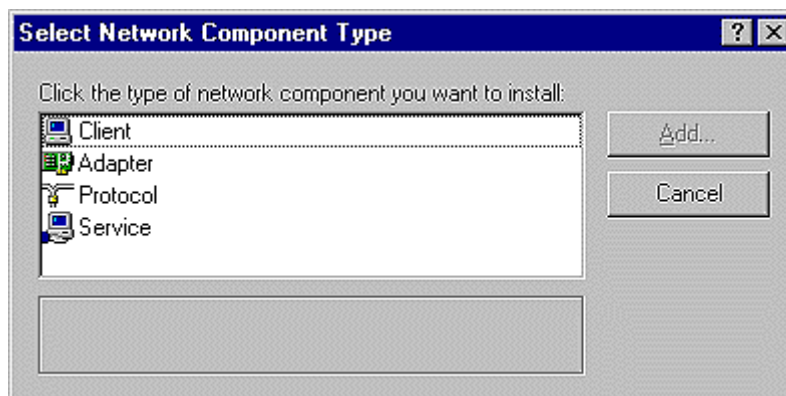 Select Network Component Type
Click the type of network component you want to install:
Client
Adapter
Protocol
Service
Add...
Cancel